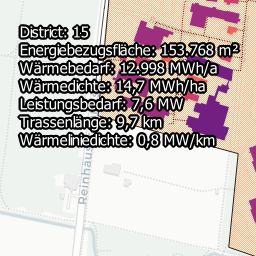 District: 15
Energiebezugsfläche: 153.768 m²
Wärmebedarf: 12.998 MWh/a
Wärmedichte: 14,7 MWh/ha
Leistungsbedarf: 7,6 MW
Trassenlänge: 9,7 km
Wärmeliniedichte: 0,8 MW/km
Reinhäus